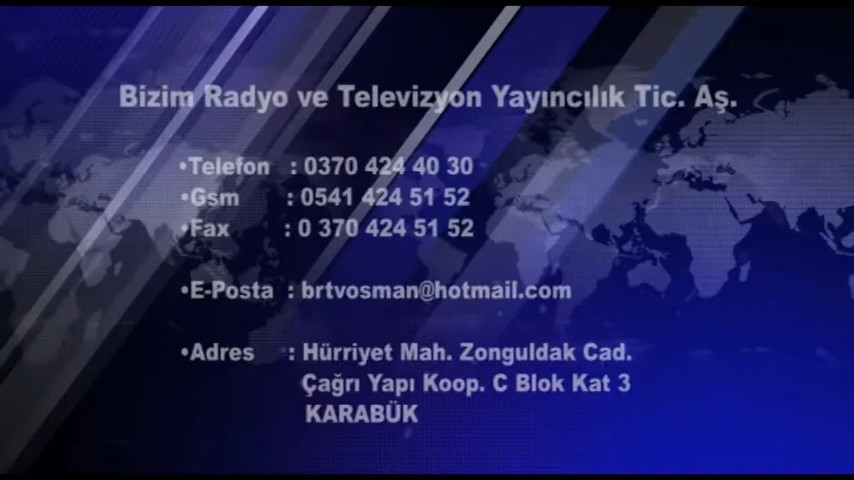 Bizim Radyo ve Televizyon Yayıncılık Tic. Aş.
•Telefon : 0370 424 40 30
•Gsm : 0541 424 51 52
•Fax : 0 370 424 51 52
•E-Posta : brtvosman@hotmail.com
•Adres : Hürriyet Mah. Zonguldak Cad.
Çağrı Yapı Koop. C Blok Kat 3
KARABÜK